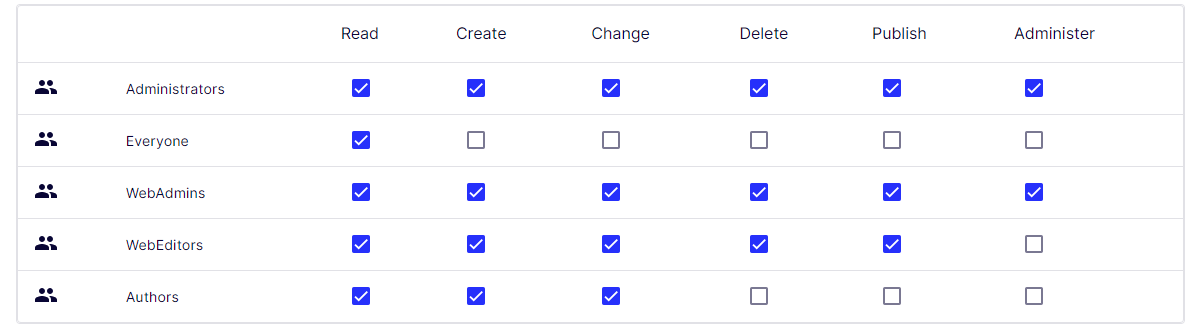 Read Create Change Delete Publish Administer
Administrators
Everyone
WebAdmins
WebEditors
Authors